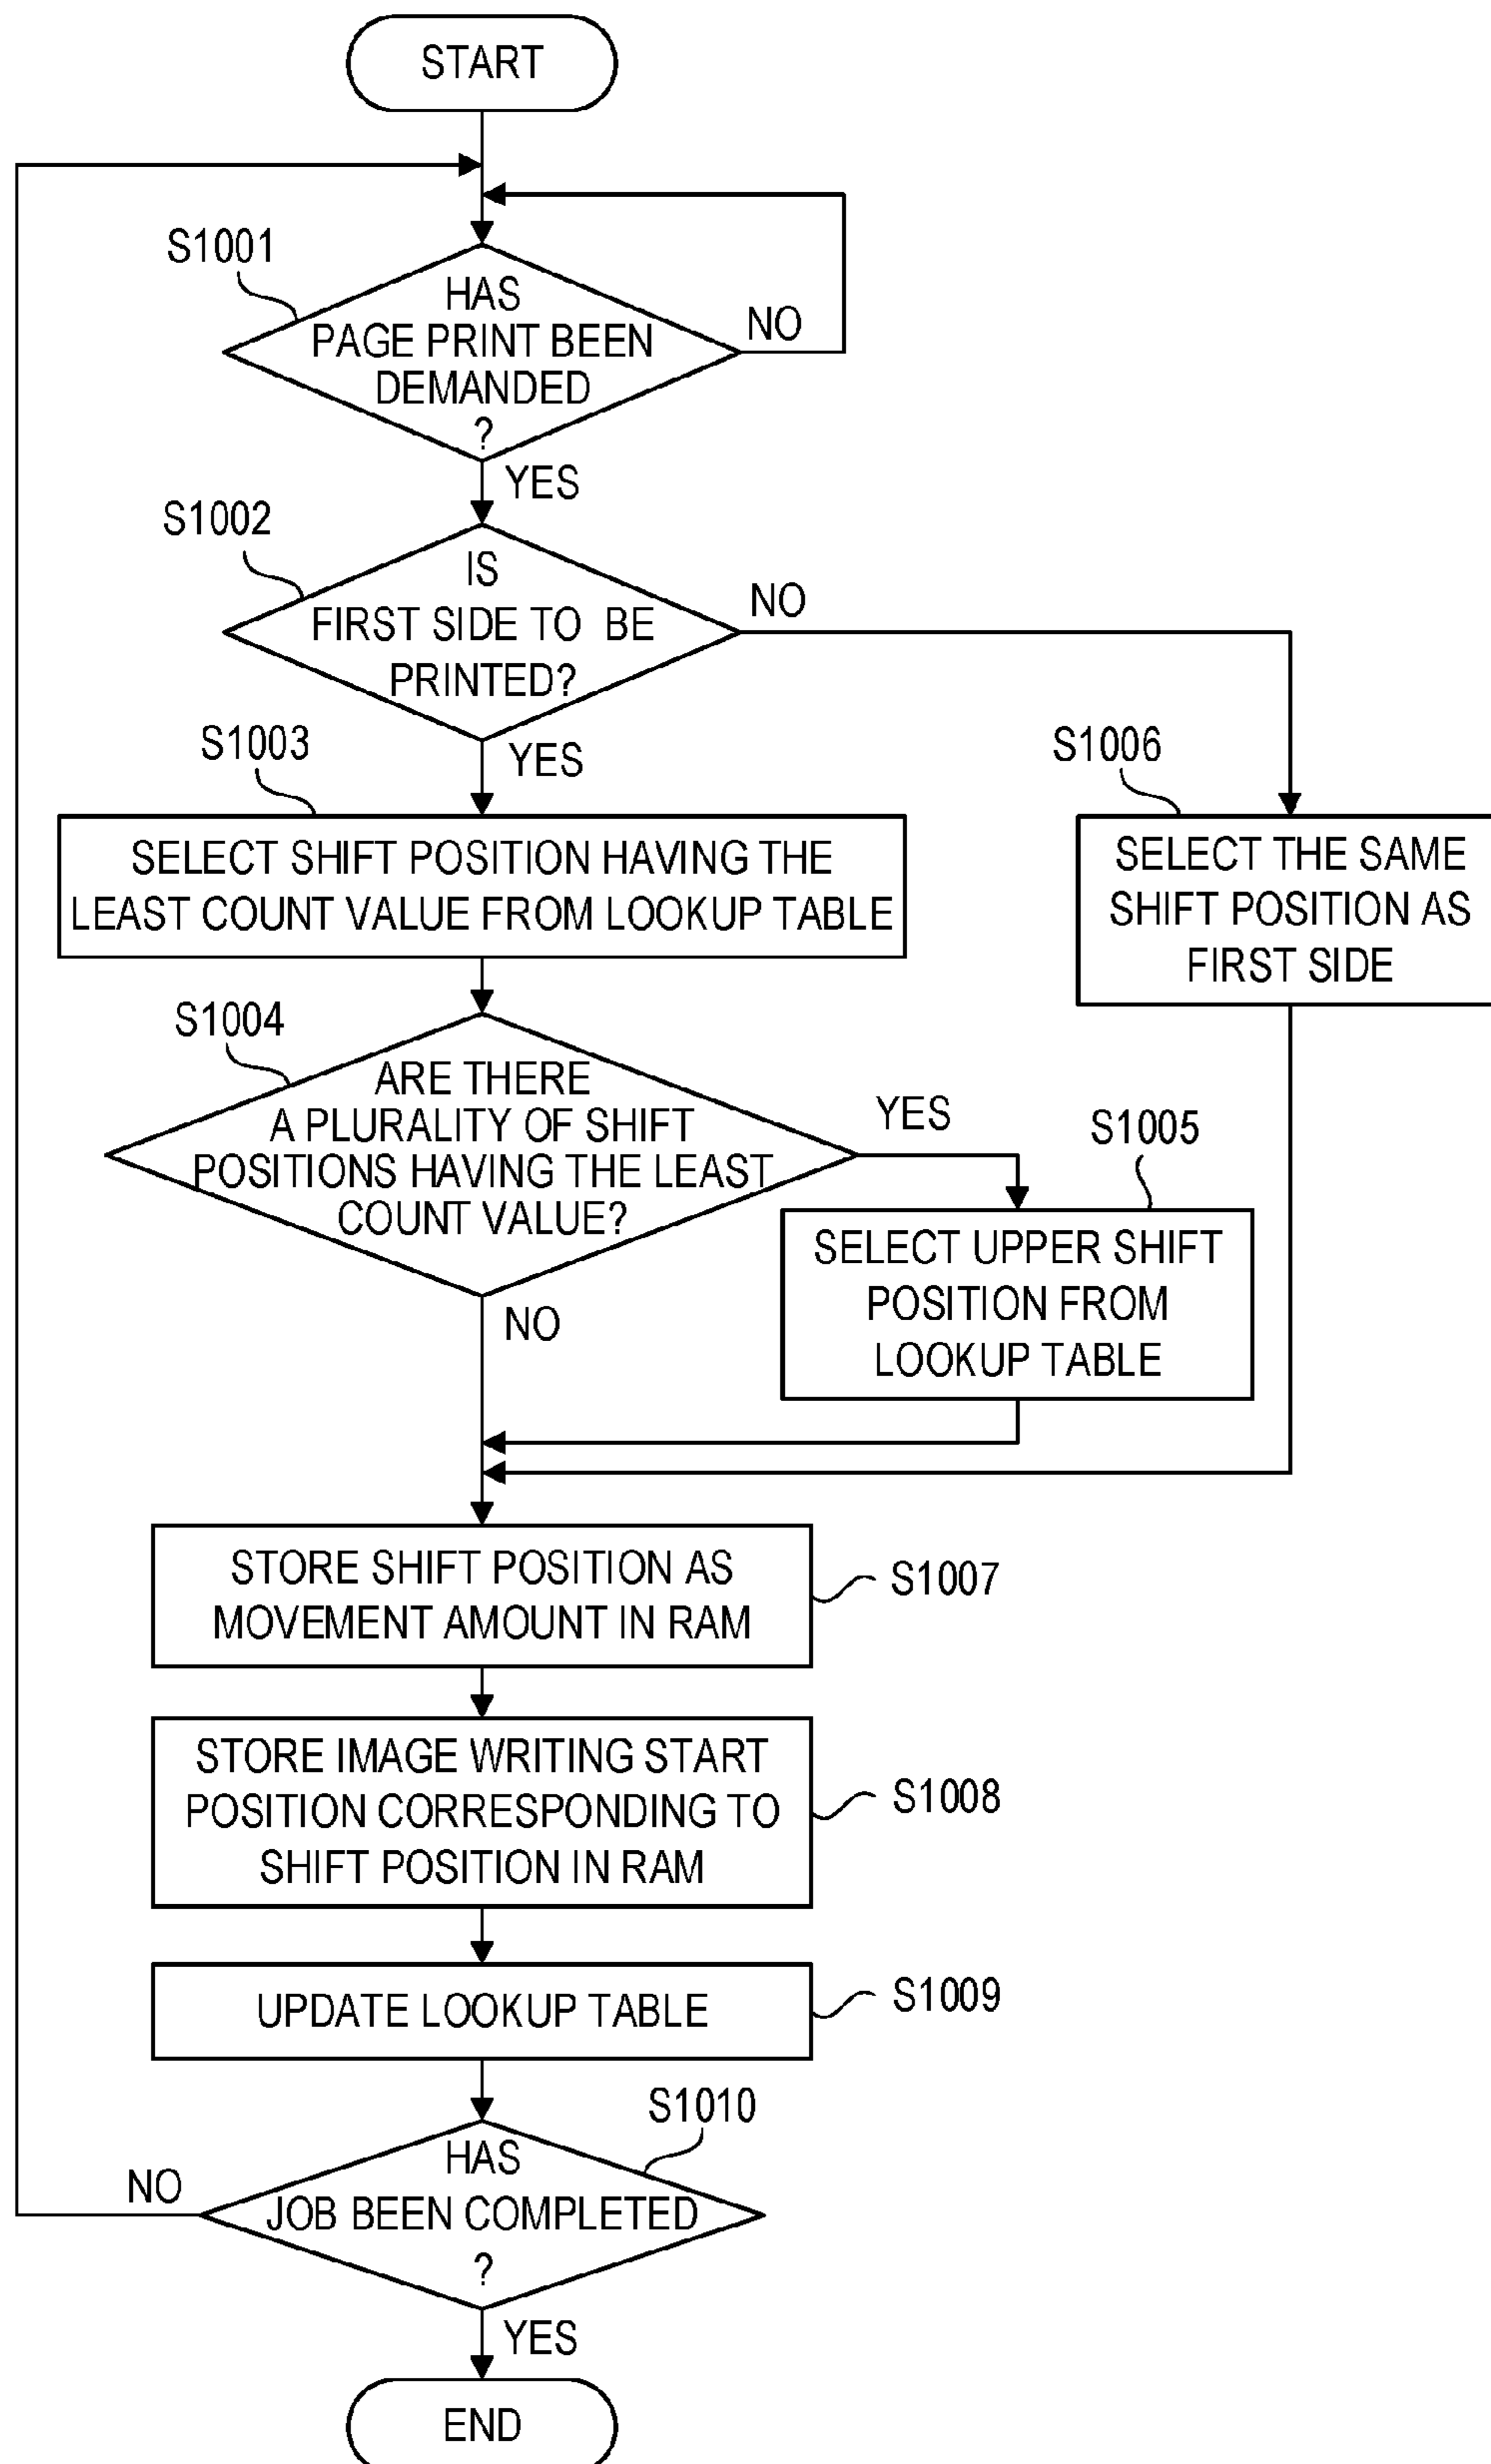 START
S1001
HAS
PAGE PRINT BEEN
DEMANDED
?
NO
YES
S1002
IS
FIRST SIDE TO BE
PRINTED?
NO
YES
S1003
SELECT SHIFT POSITION HAVING THE
LEAST COUNT VALUE FROM LOOKUP TABLE
S1006
SELECT THE SAME
SHIFT POSITION AS
FIRST SIDE
S1004
ARE THERE
A PLURALITY OF SHIFT
POSITIONS HAVING THE LEAST
COUNT VALUE?
YES
S1005
SELECT UPPER SHIFT
POSITION FROM
LOOKUP TABLE
NO
STORE SHIFT POSITION AS
MOVEMENT AMOUNT IN RAM
S1007
STORE IMAGE WRITING START
POSITION CORRESPONDING TO
SHIFT POSITION IN RAM
S1008
UPDATE LOOKUP TABLE
S1009
S1010
HAS
JOB BEEN COMPLETED
?
NO
YES
END